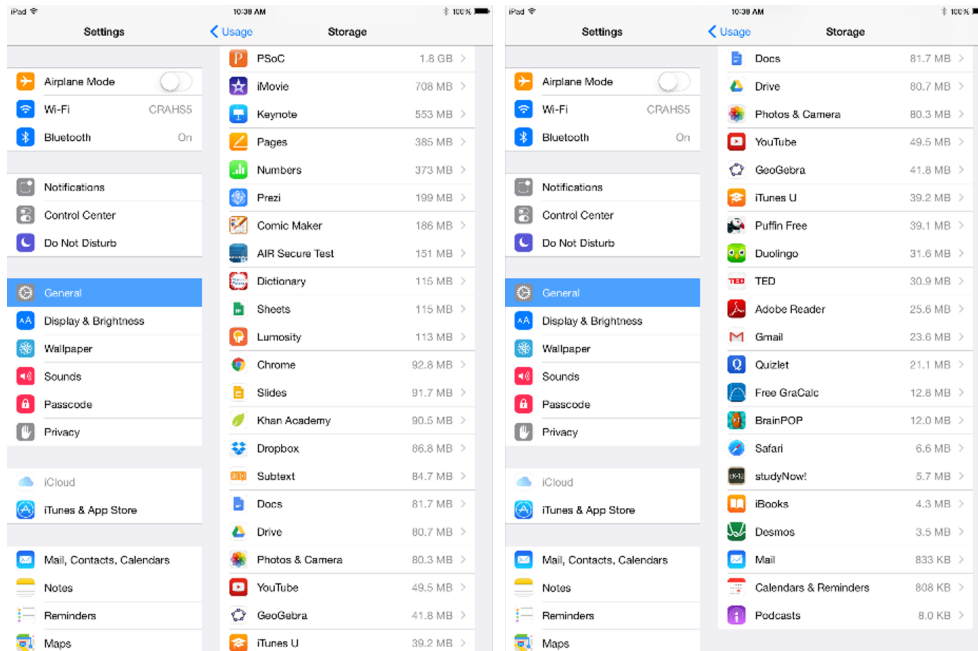 iPad 10:38 AM 100%
Settings
Usage Storage
Airplane Mode
Wi-Fi CRAHS5
Bluetooth On
Notifications
Control Center
Do Not Disturb
General
AA Display & Brightness
Wallpaper
Sounds
Passcode
Privacy
iCloud
iTunes & App Store
Mail, Contacts, Calendars
Notes
Reminders
Maps
P PSoC 1.8 GB
iMovie 708 MB
Keynote 553 MB
Pages 385 MB
Numbers 373 MB
Prezi 199 MB
Comic Maker 186 MB
AIR Secure Test 151 MB
Dictionary 115 MB
Sheets 115 MB
Lumosity 113 MB
Chrome 92.8 MB
Slides 91.7 MB
Khan Academy 90.5 MB
Dropbox 86.8 MB
Subtext 84.7 MB
Docs 81.7 MB
Drive 80.7 MB
Photos & Camera 80.3 MB
YouTube 49.5 MB
GeoGebra 41.8 MB
iTunes U 39.2 MB
iPad 10:38 AM 100%
Settings
Usage Storage
Airplane Mode
Wi-Fi CRAHS5
Bluetooth On
Notifications
Control Center
Do Not Disturb
General
AA Display & Brightness
Wallpaper
Sounds
Passcode
Privacy
iCloud
iTunes & App Store
Mail, Contacts, Calendars
Notes
Reminders
Maps
Docs 81.7 MB
Drive 80.7 MB
Photos & Camera 80.3 MB
YouTube 49.5 MB
GeoGebra 41.8 MB
iTunes U 39.2 MB
Puffin Free 39.1 MB
Duolingo 31.6 MB
TED TED 30.9 MB
Adobe Reader 25.6 MB
Gmail 23.6 MB
Q Quizlet 21.1 MB
Free GraCalc 12.8 MB
BrainPOP 12.0 MB
Safari 6.6 MB
studyNow! 5.7 MB
iBooks 4.3 MB
Desmos 3.5 MB
Mail 833 KB
Calendars & Reminders 808 KB
Podcasts 8.0 KB